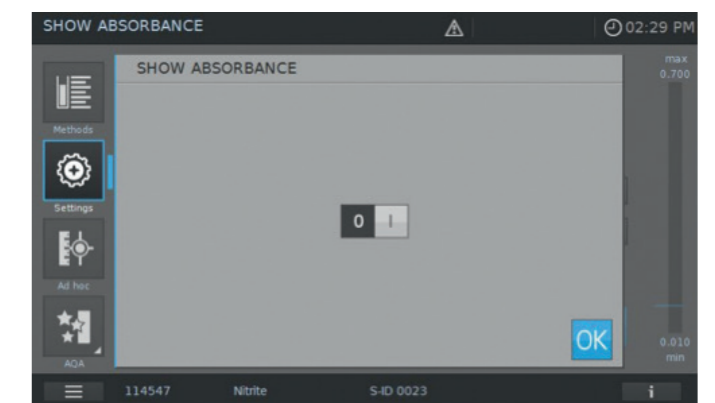 SHOW ABSORBANCE 02:29 PM
SHOW ABSORBANCE
max
0.700
Methods
Settings
0 I
Ad hoc
OK
0.010
min
AQA
114547 Nitrite S-ID 0023 i